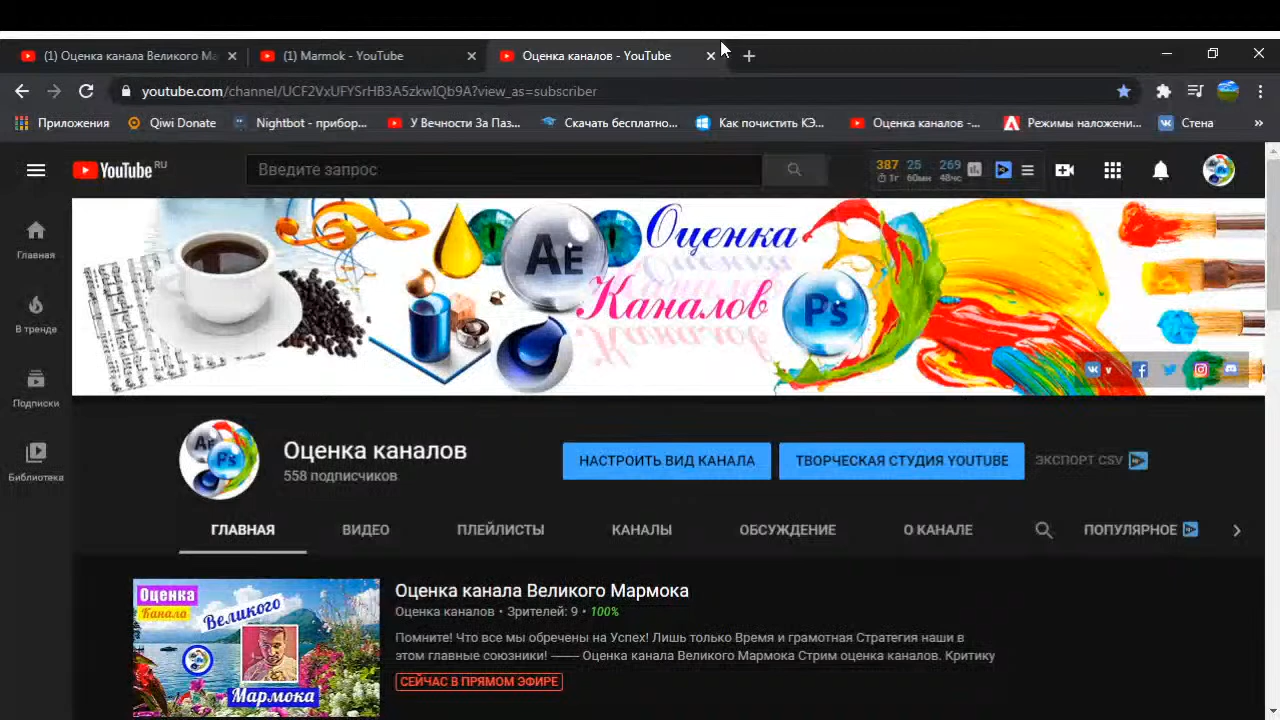 (1) Оценка канала Великого Ма
(1) Marmok - YouTube
Оценка каналов - YouTube
youtube.com/channel/UCF2VxUFYSrHB3A5zkwIQb9A?view_as=subscriber
Приложения
Qiwi Donate
Nightbot - прибор...
У Вечности За Паз...
Скачать бесплатно...
Как почистить КЭ...
Оценка каналов -...
Режимы наложени...
Стена
»
YouTube RU
Введите запрос
387 25 269
1г 60мн 48чс
Главная
В тренде
Подписки
Библиотека
Ae
Оценка
Каналов
Ps
v
Ae
Ps
Оценка каналов
558 подписчиков
НАСТРОИТЬ ВИД КАНАЛА
ТВОРЧЕСКАЯ СТУДИЯ YOUTUBE
ЭКСПОРТ CSV
ГЛАВНАЯ
ВИДЕО
ПЛЕЙЛИСТЫ
КАНАЛЫ
ОБСУЖДЕНИЕ
О КАНАЛЕ
ПОПУЛЯРНОЕ
Оценка
Канала
Великого
Мармока
Оценка канала Великого Мармока
Оценка каналов • Зрителей: 9 • 100%
Помните! Что все мы обречены на Успех! Лишь только Время и грамотная Стратегия наши в
этом главные союзники! —— Оценка канала Великого Мармока Стрим оценка каналов. Критику
СЕЙЧАС В ПРЯМОМ ЭФИРЕ